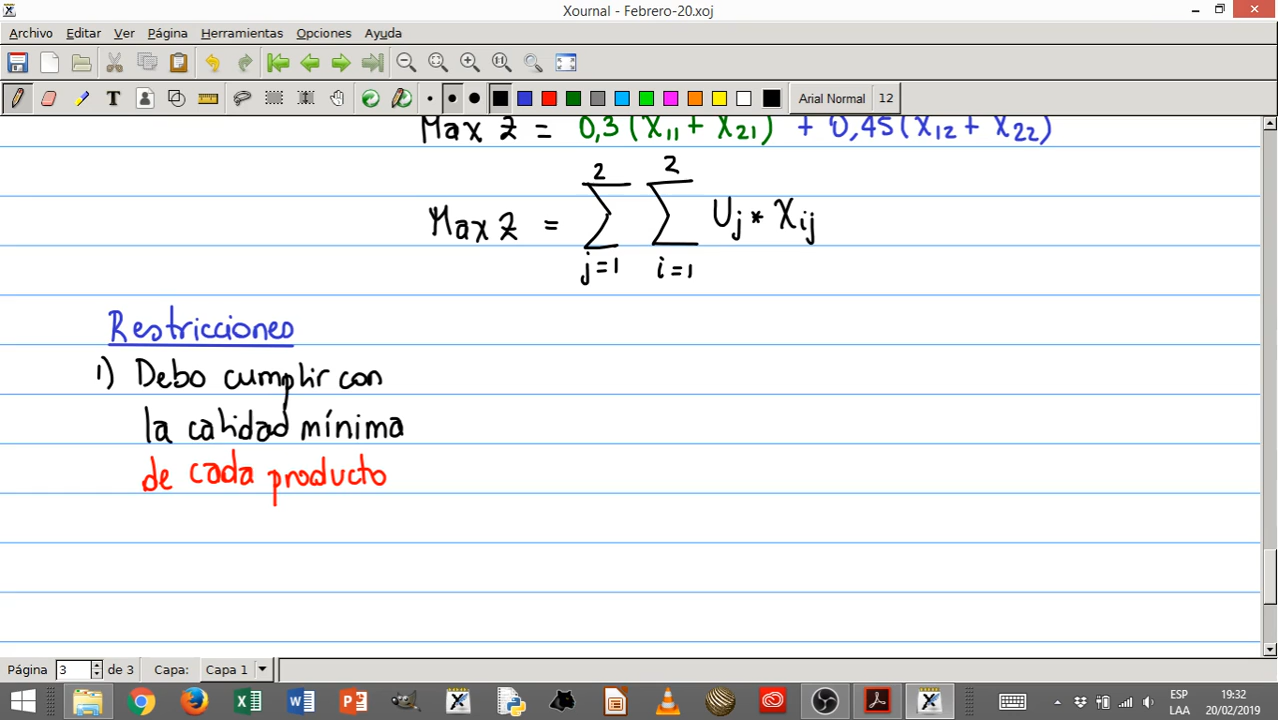 Xournal - Febrero-20.xoj
Archivo Editar Ver Página Herramientas Opciones Ayuda
Arial Normal 12
Max Z = 0,3 (X11 + X21) + 0,45 (X12 + X22)
2 2
Max Z = ∑ ∑ Uj * Xij
j=1 i=1
Restricciones
1) Debo cumplir con
la calidad mínima
de cada producto
Página 3 de 3 Capa: Capa 1
ESP 19:32
LAA 20/02/2019